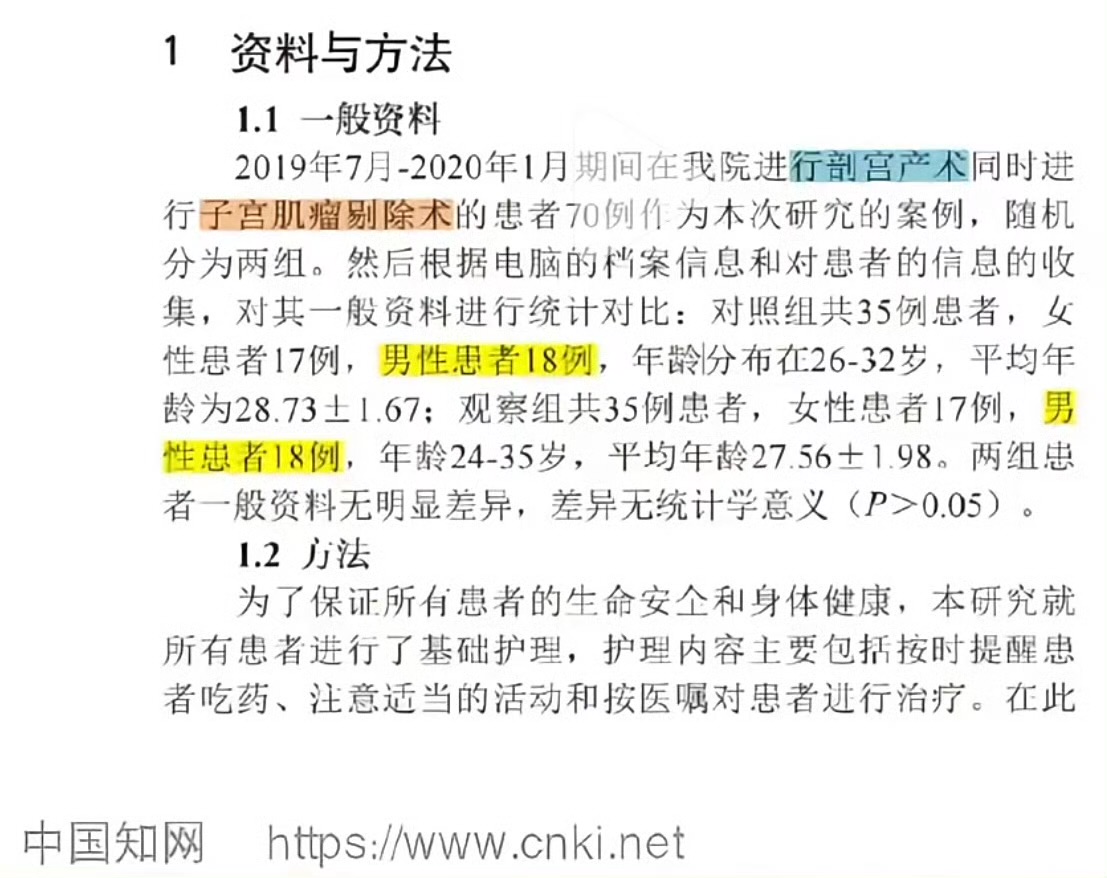 1 资料与方法
1.1 一般资料
2019年7月-2020年1月期间在我院进行剖宫产术同时进
行子宫肌瘤剔除术的患者70例作为本次研究的案例，随机
分为两组。然后根据电脑的档案信息和对患者的信息的收
集，对其一般资料进行统计对比：对照组共35例患者，女
性患者17例，男性患者18例，年龄分布在26-32岁，平均年
龄为28.73±1.67；观察组共35例患者，女性患者17例，男
性患者18例，年龄24-35岁，平均年龄27.56±1.98。两组患
者一般资料无明显差异，差异无统计学意义（P＞0.05）。
1.2 方法
为了保证所有患者的生命安全和身体健康，本研究就
所有患者进行了基础护理，护理内容主要包括按时提醒患
者吃药、注意适当的活动和按医嘱对患者进行治疗。在此
中国知网 https://www.cnki.net